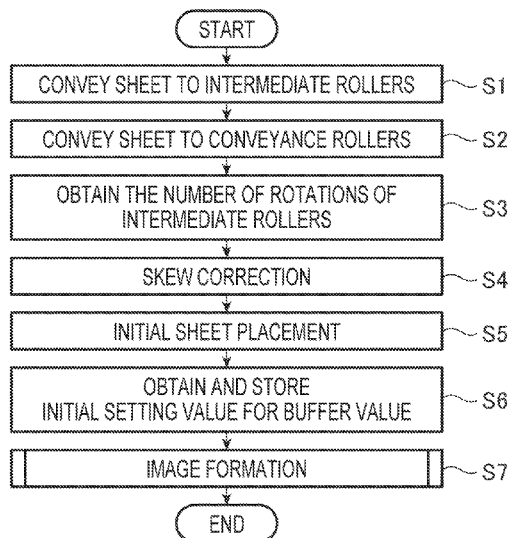 START
CONVEY SHEET TO INTERMEDIATE ROLLERS
S1
CONVEY SHEET TO CONVEYANCE ROLLERS
S2
OBTAIN THE NUMBER OF ROTATIONS OF
INTERMEDIATE ROLLERS
S3
SKEW CORRECTION
S4
INITIAL SHEET PLACEMENT
S5
OBTAIN AND STORE
INITIAL SETTING VALUE FOR BUFFER VALUE
S6
IMAGE FORMATION
S7
END